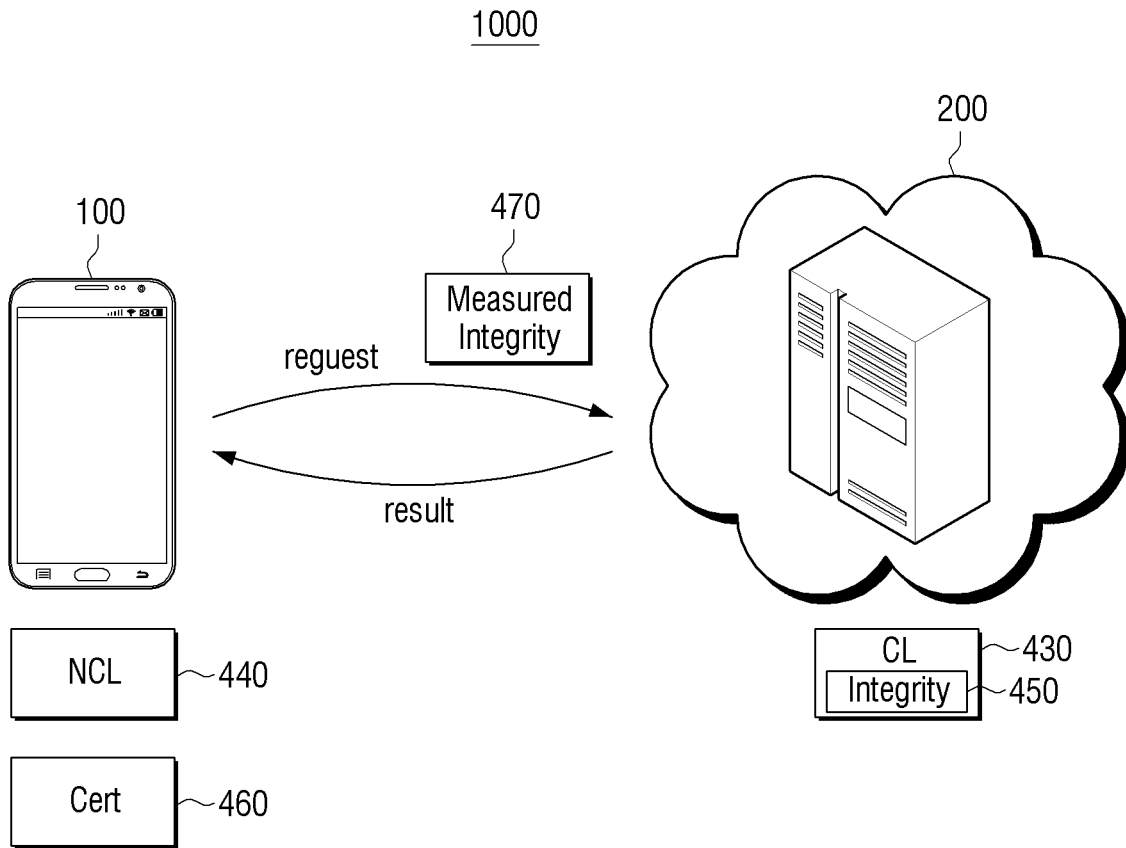 1000
200
100
470
Measured
Integrity
reguest
result
NCL
440
CL
430
Integrity
450
Cert
460